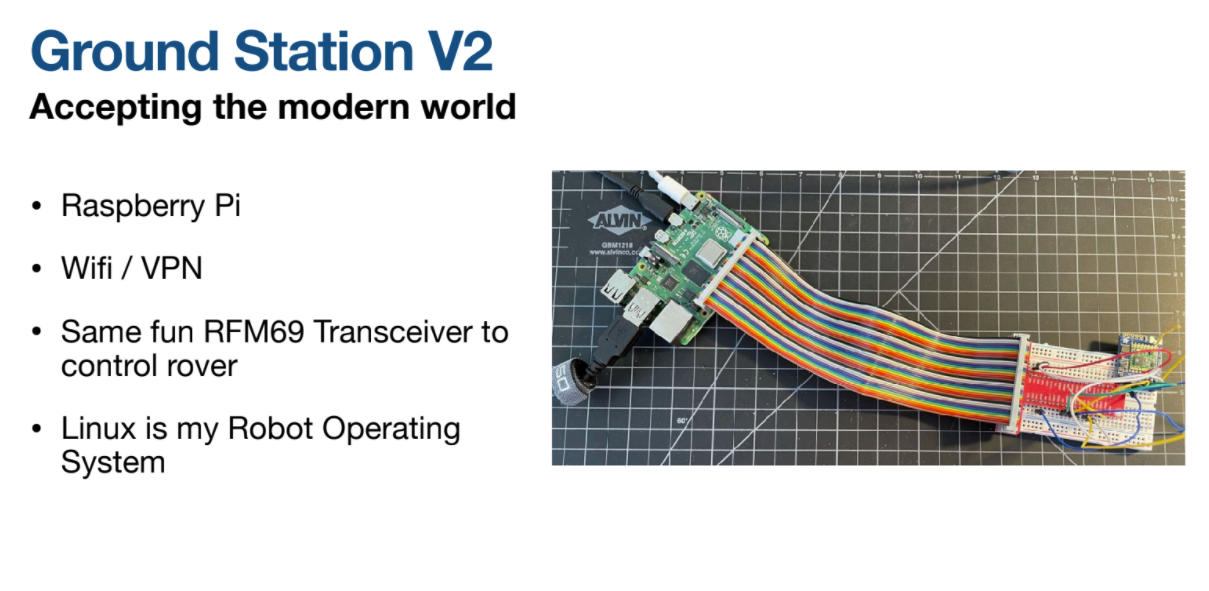 Ground Station V2
Accepting the modern world
• Raspberry Pi
• Wifi / VPN
• Same fun RFM69 Transceiver to
control rover
• Linux is my Robot Operating
System
ALVIN
GBM1218
www.alvinco.co
60°